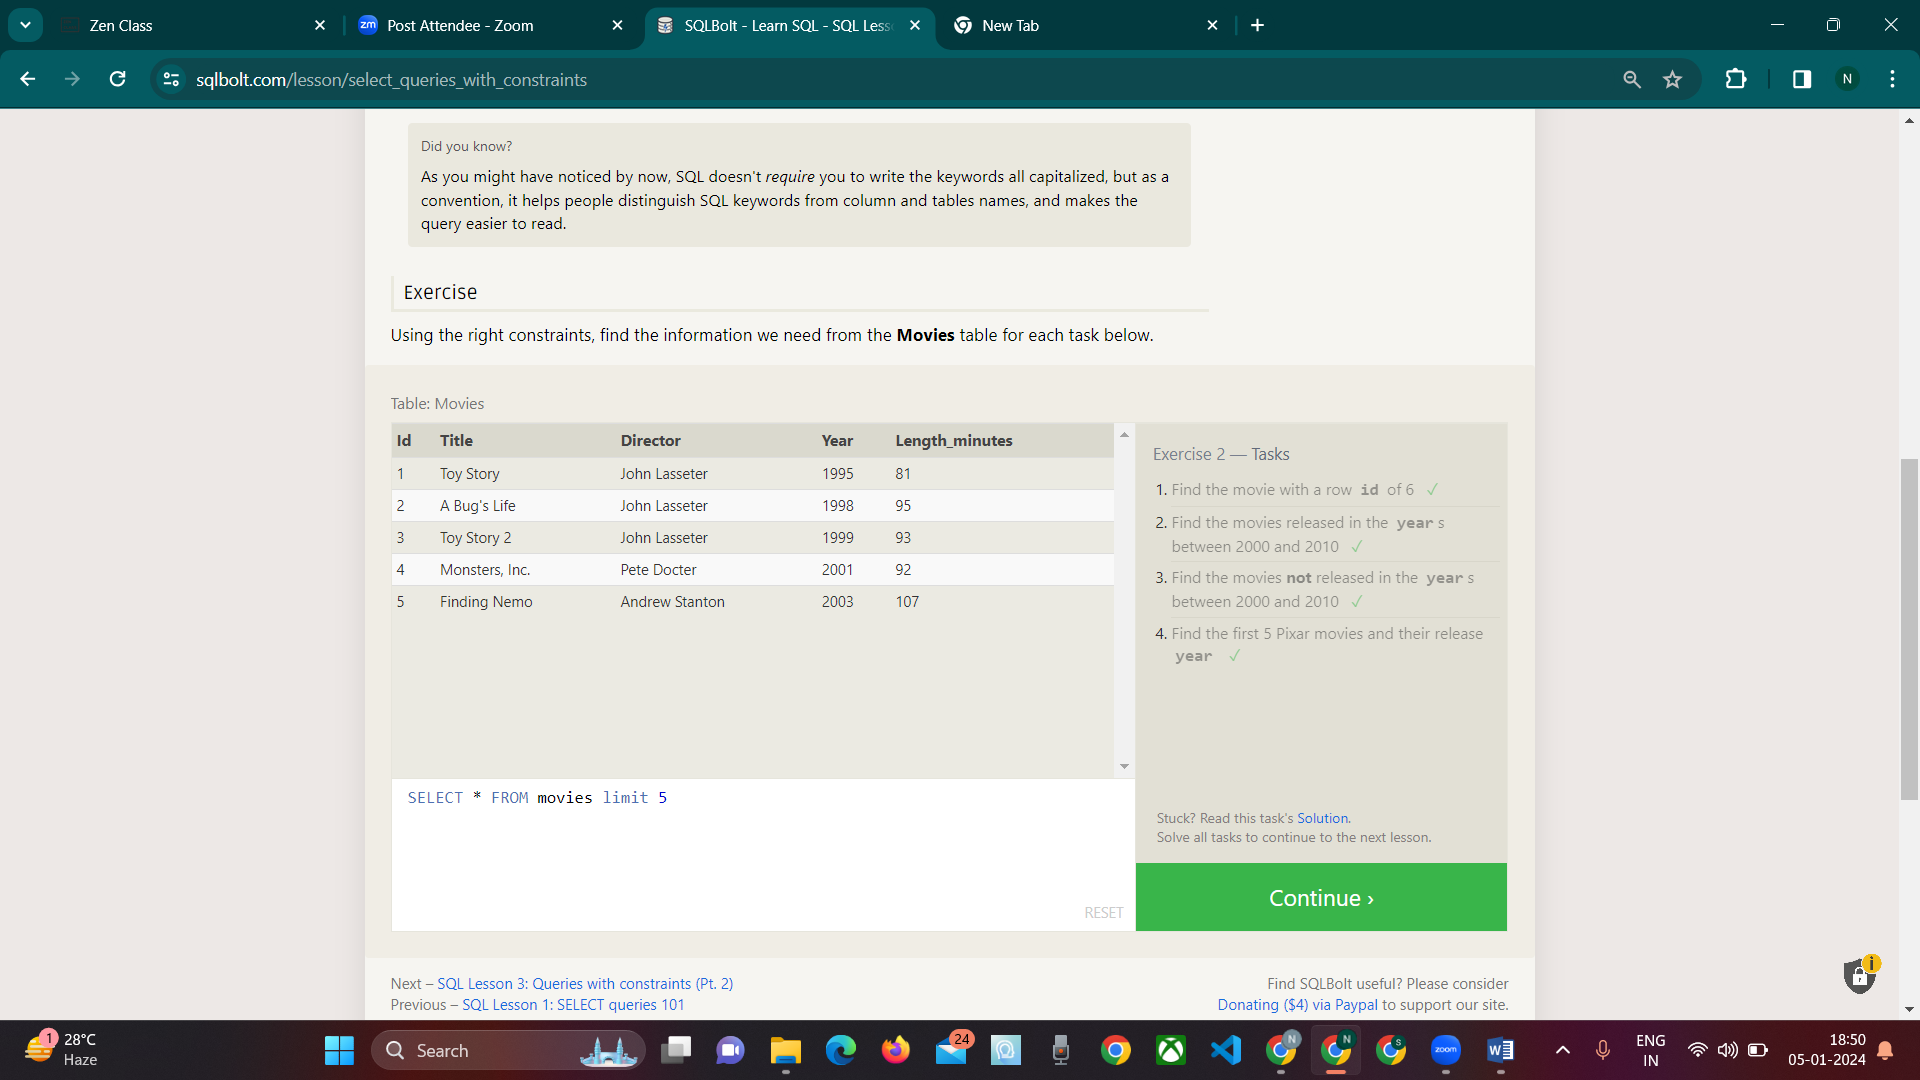 Zen Class
zm Post Attendee - Zoom
SQLBolt - Learn SQL - SQL Less
New Tab
sqlbolt.com/lesson/select_queries_with_constraints
N
Did you know?
As you might have noticed by now, SQL doesn't require you to write the keywords all capitalized, but as a
convention, it helps people distinguish SQL keywords from column and tables names, and makes the
query easier to read.
Exercise
Using the right constraints, find the information we need from the Movies table for each task below.
Table: Movies
Id Title Director Year Length_minutes
1 Toy Story John Lasseter 1995 81
2 A Bug's Life John Lasseter 1998 95
3 Toy Story 2 John Lasseter 1999 93
4 Monsters, Inc. Pete Docter 2001 92
5 Finding Nemo Andrew Stanton 2003 107
SELECT * FROM movies limit 5
RESET
Exercise 2 — Tasks
1. Find the movie with a row id of 6 ✓
2. Find the movies released in the year s
between 2000 and 2010 ✓
3. Find the movies not released in the year s
between 2000 and 2010 ✓
4. Find the first 5 Pixar movies and their release
year ✓
Stuck? Read this task's Solution.
Solve all tasks to continue to the next lesson.
Continue ›
Next – SQL Lesson 3: Queries with constraints (Pt. 2)
Previous – SQL Lesson 1: SELECT queries 101
Find SQLBolt useful? Please consider
Donating ($4) via Paypal to support our site.
1
28°C
Haze
Search
24
N
N
S
zoom
ENG
IN
18:50
05-01-2024